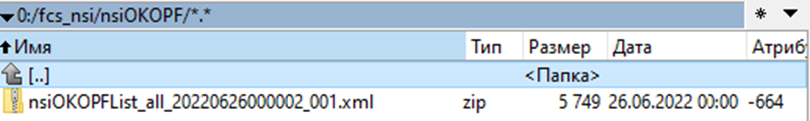 ▼0:/fcs_nsi/nsiOKOPF/*.* * ▼
↑Имя Тип Размер Дата Атриб
[..] <Папка>
nsiOKOPFList_all_20220626000002_001.xml zip 5 749 26.06.2022 00:00 -664